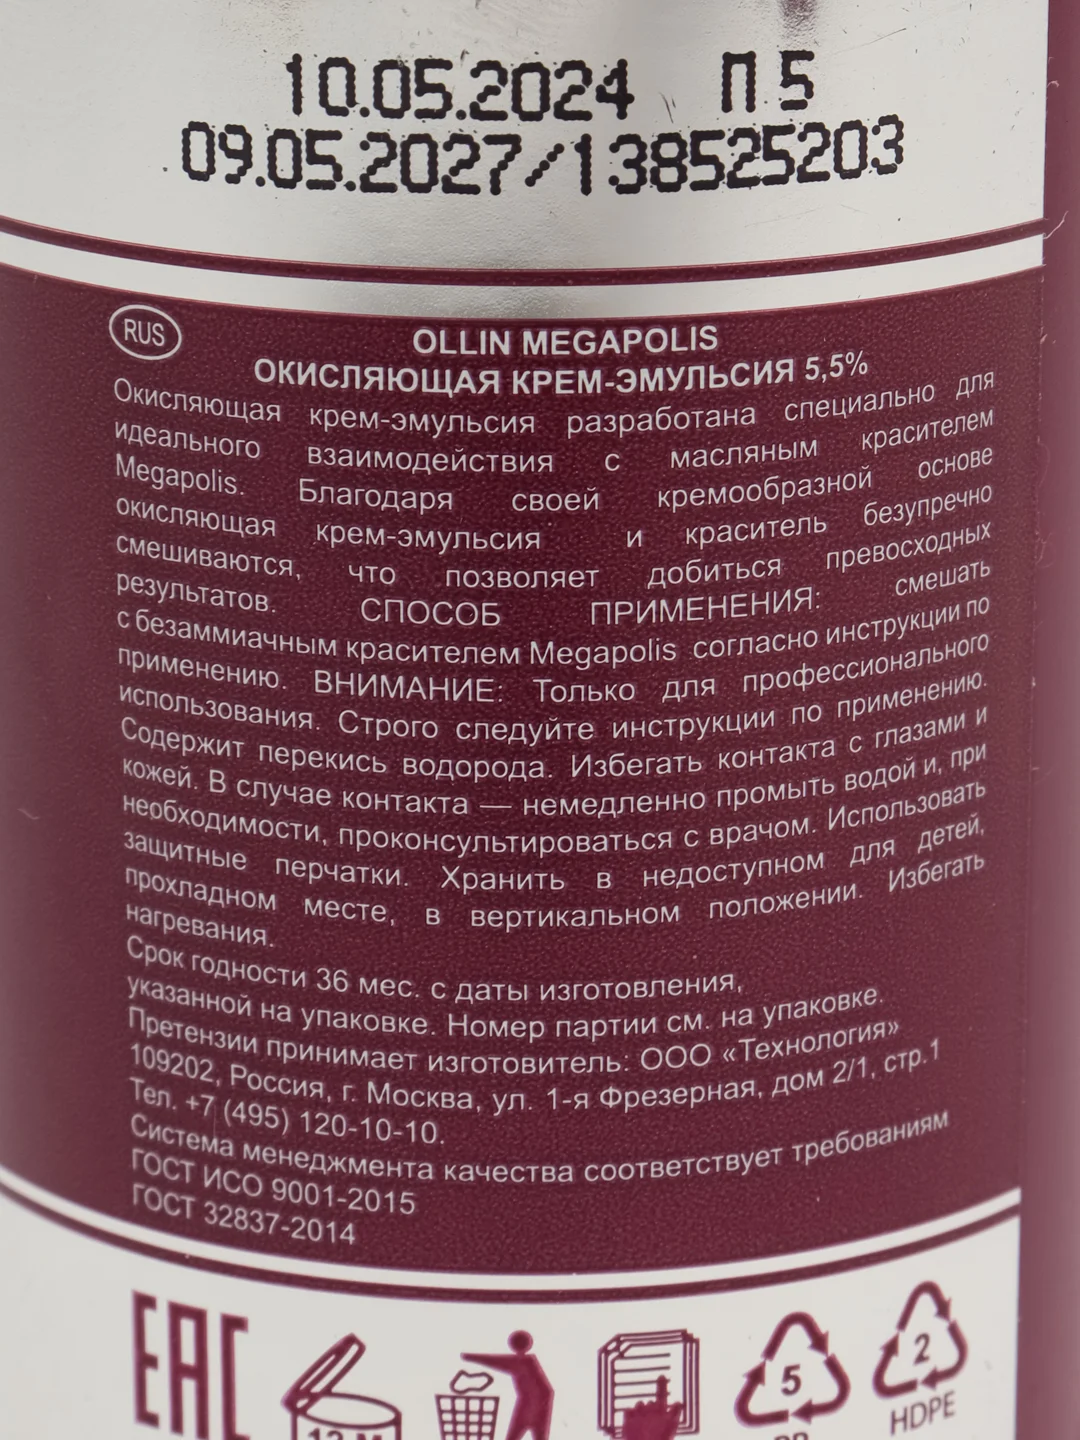 10.05.2024 П 5
09.05.2027/138525203
RUS
OLLIN MEGAPOLIS
ОКИСЛЯЮЩАЯ КРЕМ-ЭМУЛЬСИЯ 5,5%
Окисляющая крем-эмульсия разработана специально для
идеального взаимодействия с масляным красителем
Megapolis. Благодаря своей кремообразной основе
окисляющая крем-эмульсия и краситель безупречно
смешиваются, что позволяет добиться превосходных
результатов. СПОСОБ ПРИМЕНЕНИЯ: смешать
с безаммиачным красителем Megapolis согласно инструкции по
применению. ВНИМАНИЕ: Только для профессионального
использования. Строго следуйте инструкции по применению.
Содержит перекись водорода. Избегать контакта с глазами и
кожей. В случае контакта — немедленно промыть водой и, при
необходимости, проконсультироваться с врачом. Использовать
защитные перчатки. Хранить в недоступном для детей,
прохладном месте, в вертикальном положении. Избегать
нагревания.
Срок годности 36 мес. с даты изготовления,
указанной на упаковке. Номер партии см. на упаковке.
Претензии принимает изготовитель: ООО «Технология»
109202, Россия, г. Москва, ул. 1-я Фрезерная, дом 2/1, стр.1
Тел. +7 (495) 120-10-10.
Система менеджмента качества соответствует требованиям
ГОСТ ИСО 9001-2015
ГОСТ 32837-2014
EAC
12 M
5
2
HDPE